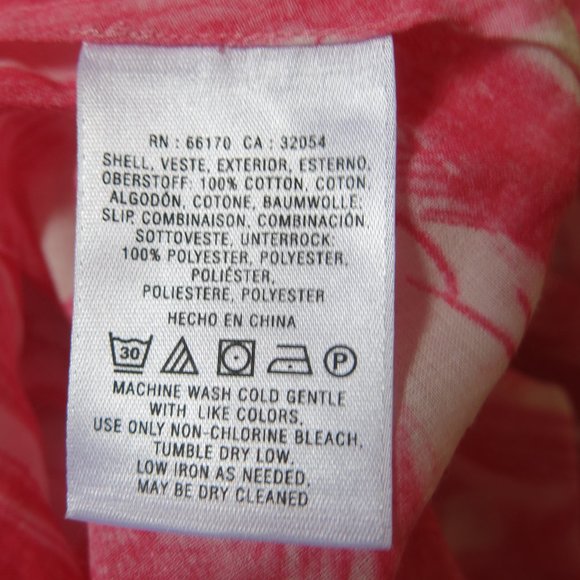 RN : 66170 CA : 32054
SHELL, VESTE, EXTERIOR, ESTERNO,
OBERSTOFF: 100% COTTON, COTON,
ALGODÓN, COTONE, BAUMWOLLE;
SLIP, COMBINAISON, COMBINACIÓN,
SOTTOVESTE, UNTERROCK:
100% POLYESTER, POLYESTER,
POLIÉSTER,
POLIESTERE, POLYESTER
HECHO EN CHINA
30 P
MACHINE WASH COLD GENTLE
WITH LIKE COLORS,
USE ONLY NON-CHLORINE BLEACH,
TUMBLE DRY LOW,
LOW IRON AS NEEDED,
MAY BE DRY CLEANED